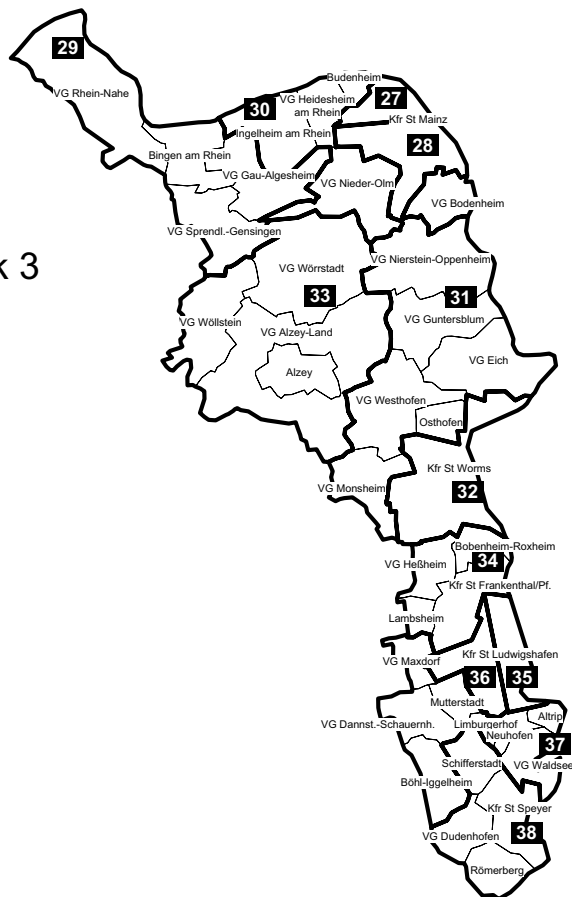 29
VG Rhein-Nahe
Budenheim
27
30
VG Heidesheim
am Rhein
Kfr St Mainz
Ingelheim am Rhein
28
Bingen am Rhein
VG Gau-Algesheim
VG Nieder-Olm
VG Bodenheim
VG Sprendl.-Gensingen
k 3
VG Nierstein-Oppenheim
VG Wörrstadt
33
31
VG Wöllstein
VG Guntersblum
VG Alzey-Land
VG Eich
Alzey
VG Westhofen
Osthofen
Kfr St Worms
VG Monsheim
32
Bobenheim-Roxheim
VG Heßheim
34
Kfr St Frankenthal/Pf.
Lambsheim
Kfr St Ludwigshafen
VG Maxdorf
36
35
Mutterstadt
VG Dannst.-Schauernh.
Limburgerhof
Altrip
Neuhofen
37
Schifferstadt
VG Waldsee
Böhl-Iggelheim
Kfr St Speyer
VG Dudenhofen
38
Römerberg